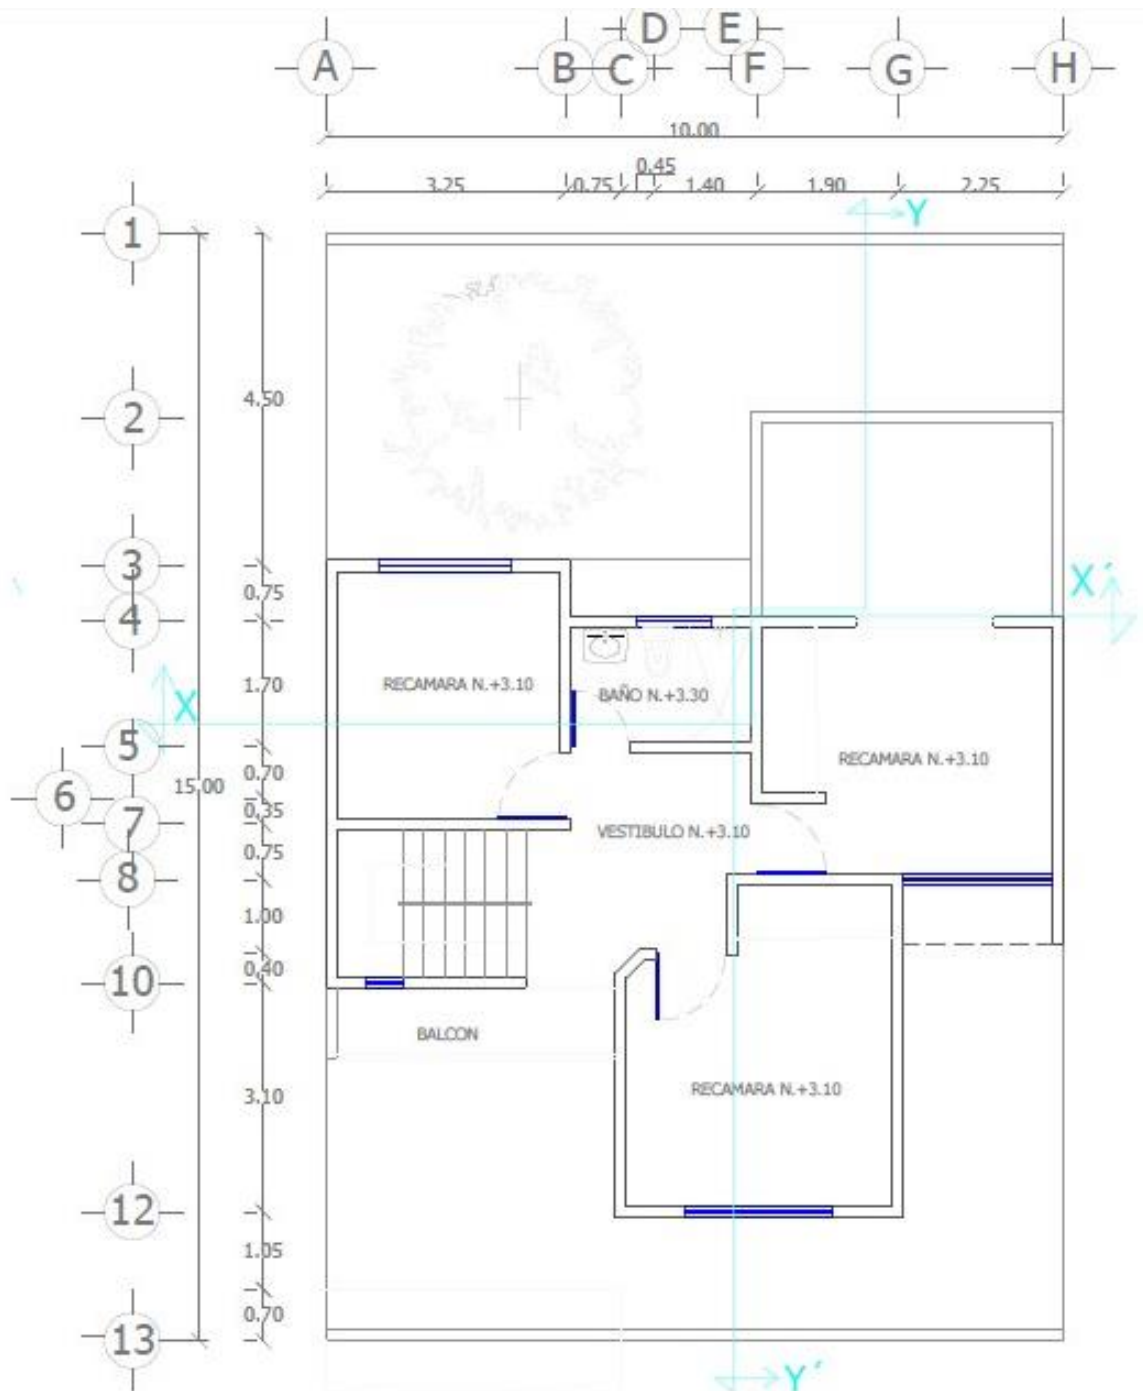 D E
A B C F G H
10.00
0.45
3.25 0.75 1.40 1.90 2.25
Y
1
4.50
2
3
0.75
X´
4
1.70
RECAMARA N.+3.10
BAÑO N.+3.30
X
5
RECAMARA N.+3.10
0.70
15.00
6
0.35
7
VESTIBULO N.+3.10
0.75
8
1.00
0.40
10
BALCON
RECAMARA N.+3.10
3.10
12
1.05
0.70
13
Y´